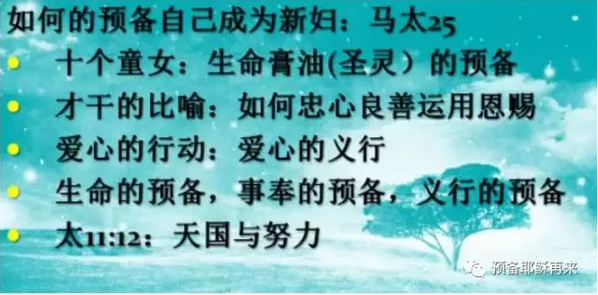 如何的预备自己成为新妇：马太25
十个童女：生命膏油(圣灵）的预备
才干的比喻：如何忠心良善运用恩赐
爱心的行动：爱心的义行
生命的预备，事奉的预备，义行的预备
太11:12：天国与努力
预备耶稣再来